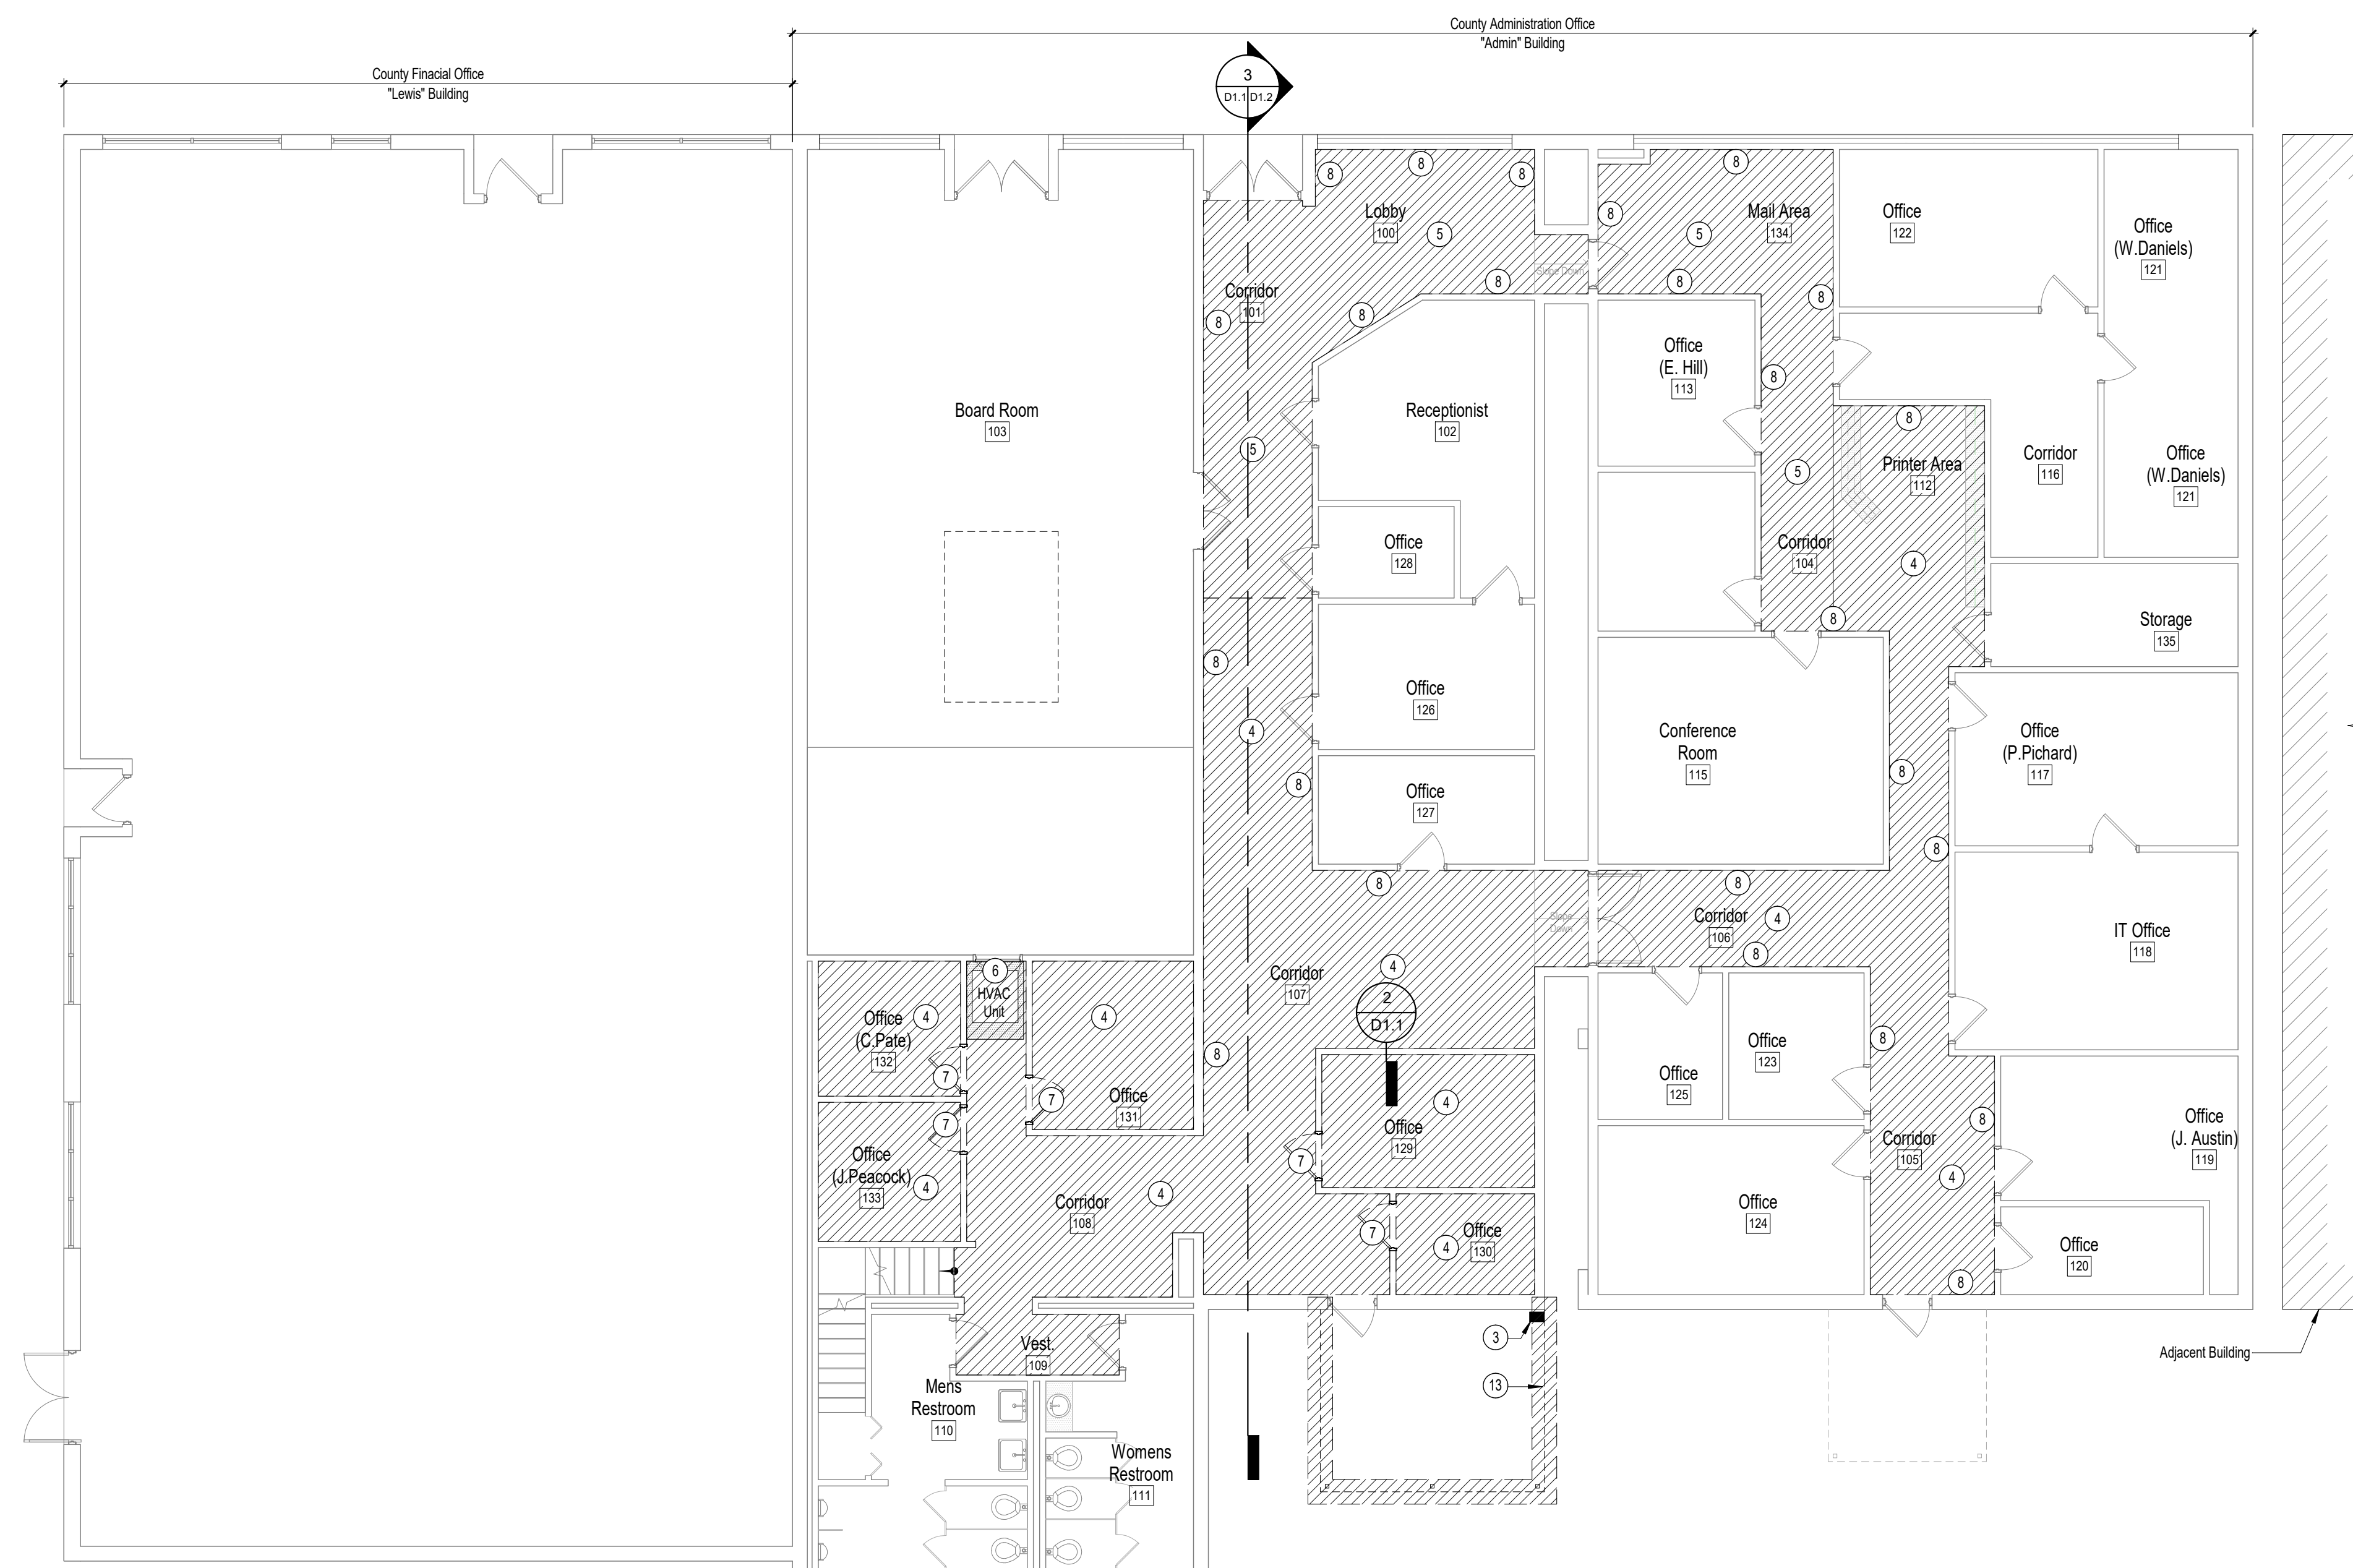 County Administration Office
"Admin" Building
County Finacial Office
"Lewis" Building
3
D1.1 D1.2
8
8
8
8
Lobby
100
Mail Area
134
Office
122
Office
(W.Daniels)
121
8
5
5
Slope Down
8
8
8
Corridor
101
8
8
Office
(E. Hill)
113
8
Board Room
103
Receptionist
102
8
5
Printer Area
112
Corridor
116
Office
(W.Daniels)
121
5
Office
128
Corridor
104
4
8
Storage
135
8
Office
126
4
Conference
Room
115
Office
(P.Pichard)
117
8
Office
127
8
8
8
8
Corridor
106
4
Slope
Down
8
IT Office
118
6
HVAC
Unit
Corridor
107
4
2
D1.1
Office
(C.Pate)
132
4
4
8
Office
123
8
Office
125
7
7
Office
131
4
Office
129
8
Office
(J. Austin)
119
7
Corridor
105
4
Office
(J.Peacock)
133
4
7
Corridor
108
4
Office
124
7
Office
130
4
Office
120
8
3
Vest.
109
Adjacent Building
13
Mens
Restroom
110
Womens
Restroom
111